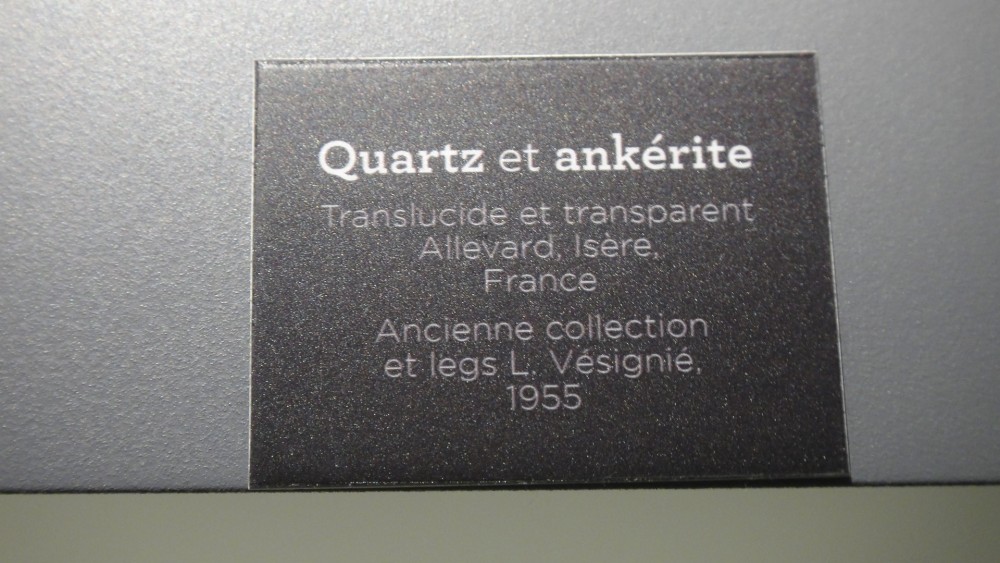 Quartz et ankérite
Translucide et transparent
Allevard, Isère,
France
Ancienne collection
et legs L. Vésignié,
1955